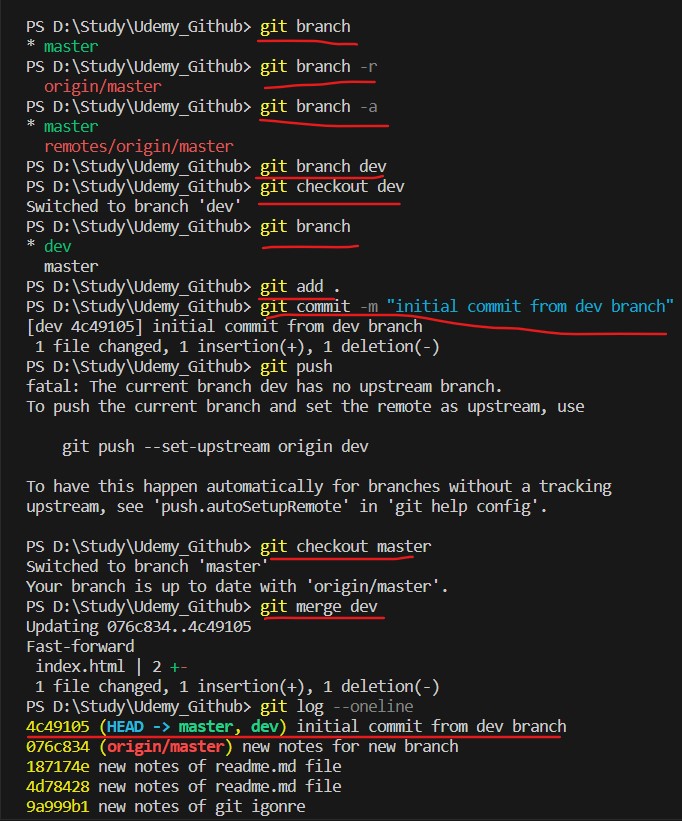 PS D:\Study\Udemy_Github> git branch
* master
PS D:\Study\Udemy_Github> git branch -r
  origin/master
PS D:\Study\Udemy_Github> git branch -a
* master
  remotes/origin/master
PS D:\Study\Udemy_Github> git branch dev
PS D:\Study\Udemy_Github> git checkout dev
Switched to branch 'dev'
PS D:\Study\Udemy_Github> git branch
* dev
  master
PS D:\Study\Udemy_Github> git add .
PS D:\Study\Udemy_Github> git commit -m "initial commit from dev branch"
[dev 4c49105] initial commit from dev branch
 1 file changed, 1 insertion(+), 1 deletion(-)
PS D:\Study\Udemy_Github> git push
fatal: The current branch dev has no upstream branch.
To push the current branch and set the remote as upstream, use
    git push --set-upstream origin dev
To have this happen automatically for branches without a tracking
upstream, see 'push.autoSetupRemote' in 'git help config'.
PS D:\Study\Udemy_Github> git checkout master
Switched to branch 'master'
Your branch is up to date with 'origin/master'.
PS D:\Study\Udemy_Github> git merge dev
Updating 076c834..4c49105
Fast-forward
 index.html | 2 +-
 1 file changed, 1 insertion(+), 1 deletion(-)
PS D:\Study\Udemy_Github> git log --oneline
4c49105 (HEAD -> master, dev) initial commit from dev branch
076c834 (origin/master) new notes for new branch
187174e new notes of readme.md file
4d78428 new notes of readme.md file
9a999b1 new notes of git igonre